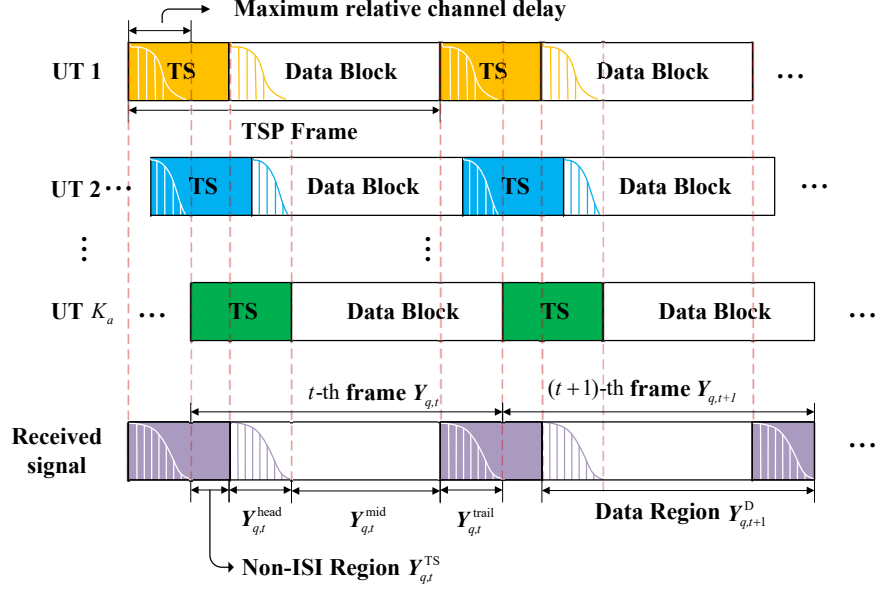 Maximum relative channel delay
UT 1
TS
Data Block
TS
Data Block
...
TSP Frame
UT 2
...
TS
Data Block
TS
Data Block
...
⋮
⋮
⋮
UT K_a
...
TS
Data Block
TS
Data Block
...
t-th frame Y_{q,t}
(t+1)-th frame Y_{q,t+1}
Received
signal
...
Y_{q,t}^{head}
Y_{q,t}^{mid}
Y_{q,t}^{trail}
Data Region Y_{q,t+1}^{D}
Non-ISI Region Y_{q,t}^{TS}